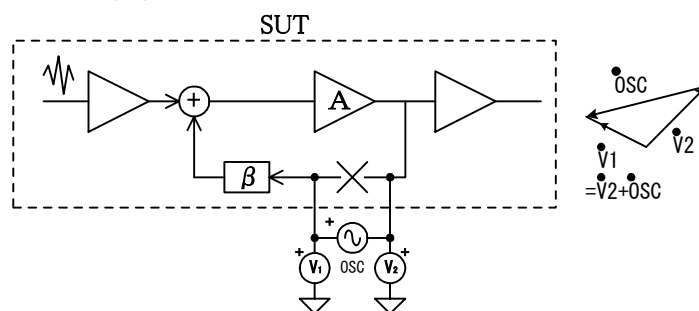 SUT
+
A
β
+
OSC
+
V₁
+
V₂
OSC
V2
V1
=V2+OSC